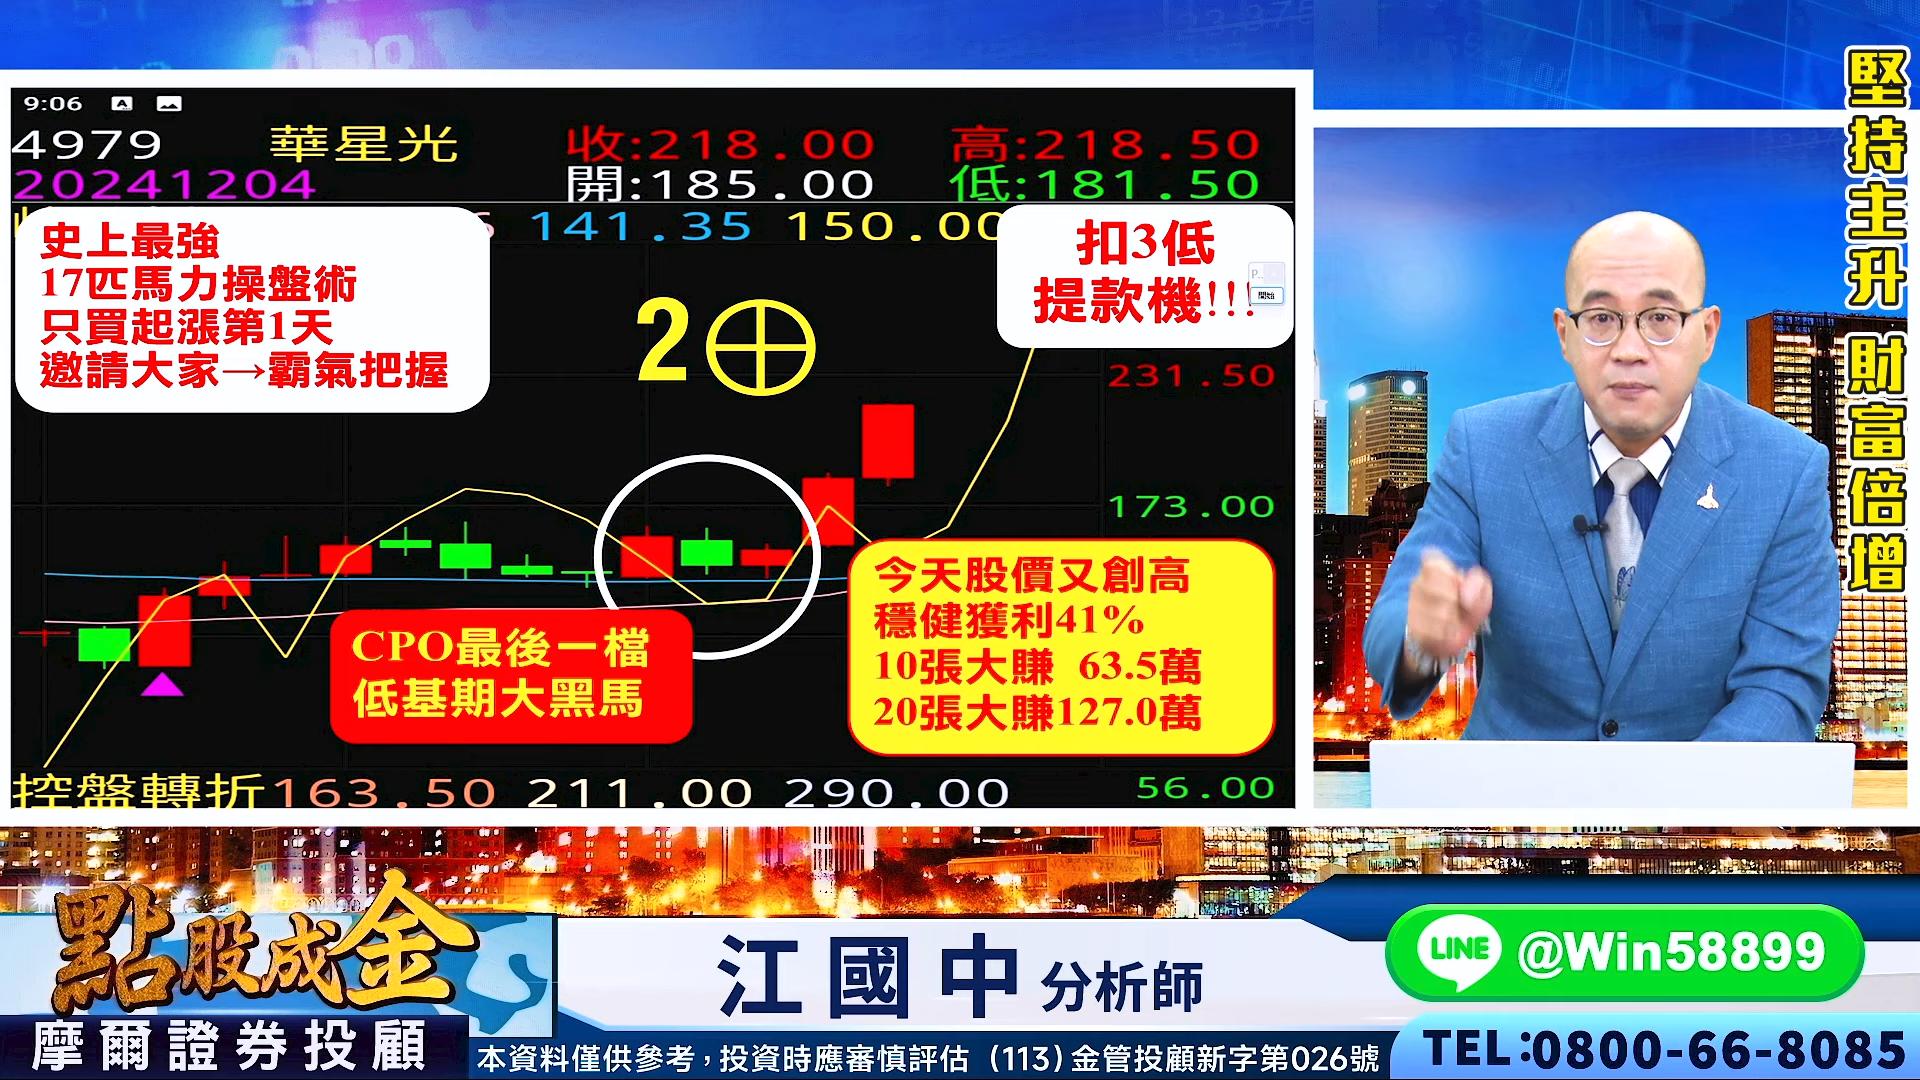 9:06
4979 華星光 收:218.00 高:218.50
20241204 開:185.00 低:181.50
141.35 150.00
史上最強
17匹馬力操盤術
只買起漲第1天
邀請大家→霸氣把握
扣3低
提款機!!!
開始
2
231.50
173.00
CPO最後一檔
低基期大黑馬
今天股價又創高
穩健獲利41%
10張大賺 63.5萬
20張大賺127.0萬
控盤轉折163.50 211.00 290.00
56.00
堅持主升 財富倍增
點股成金
摩爾證券投顧
江國中 分析師
LINE @Win58899
本資料僅供參考，投資時應審慎評估 (113)金管投顧新字第026號
TEL:0800-66-8085